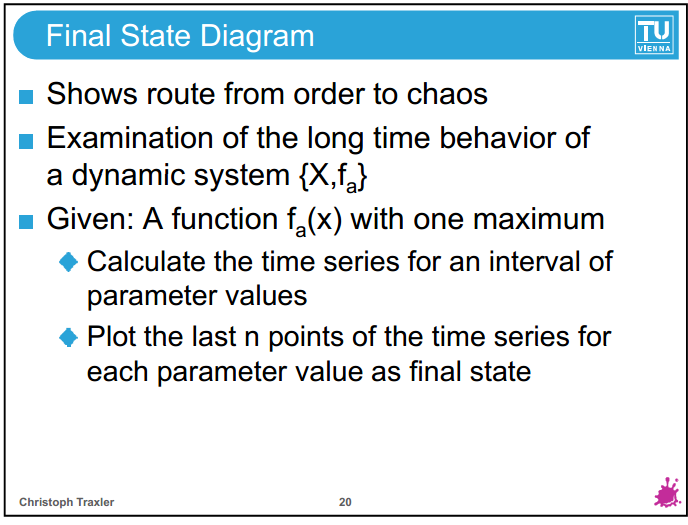 Final State Diagram
TU
VIENNA
Shows route from order to chaos
Examination of the long time behavior of
a dynamic system {X,fₐ}
Given: A function fₐ(x) with one maximum
Calculate the time series for an interval of
parameter values
Plot the last n points of the time series for
each parameter value as final state
Christoph Traxler
20